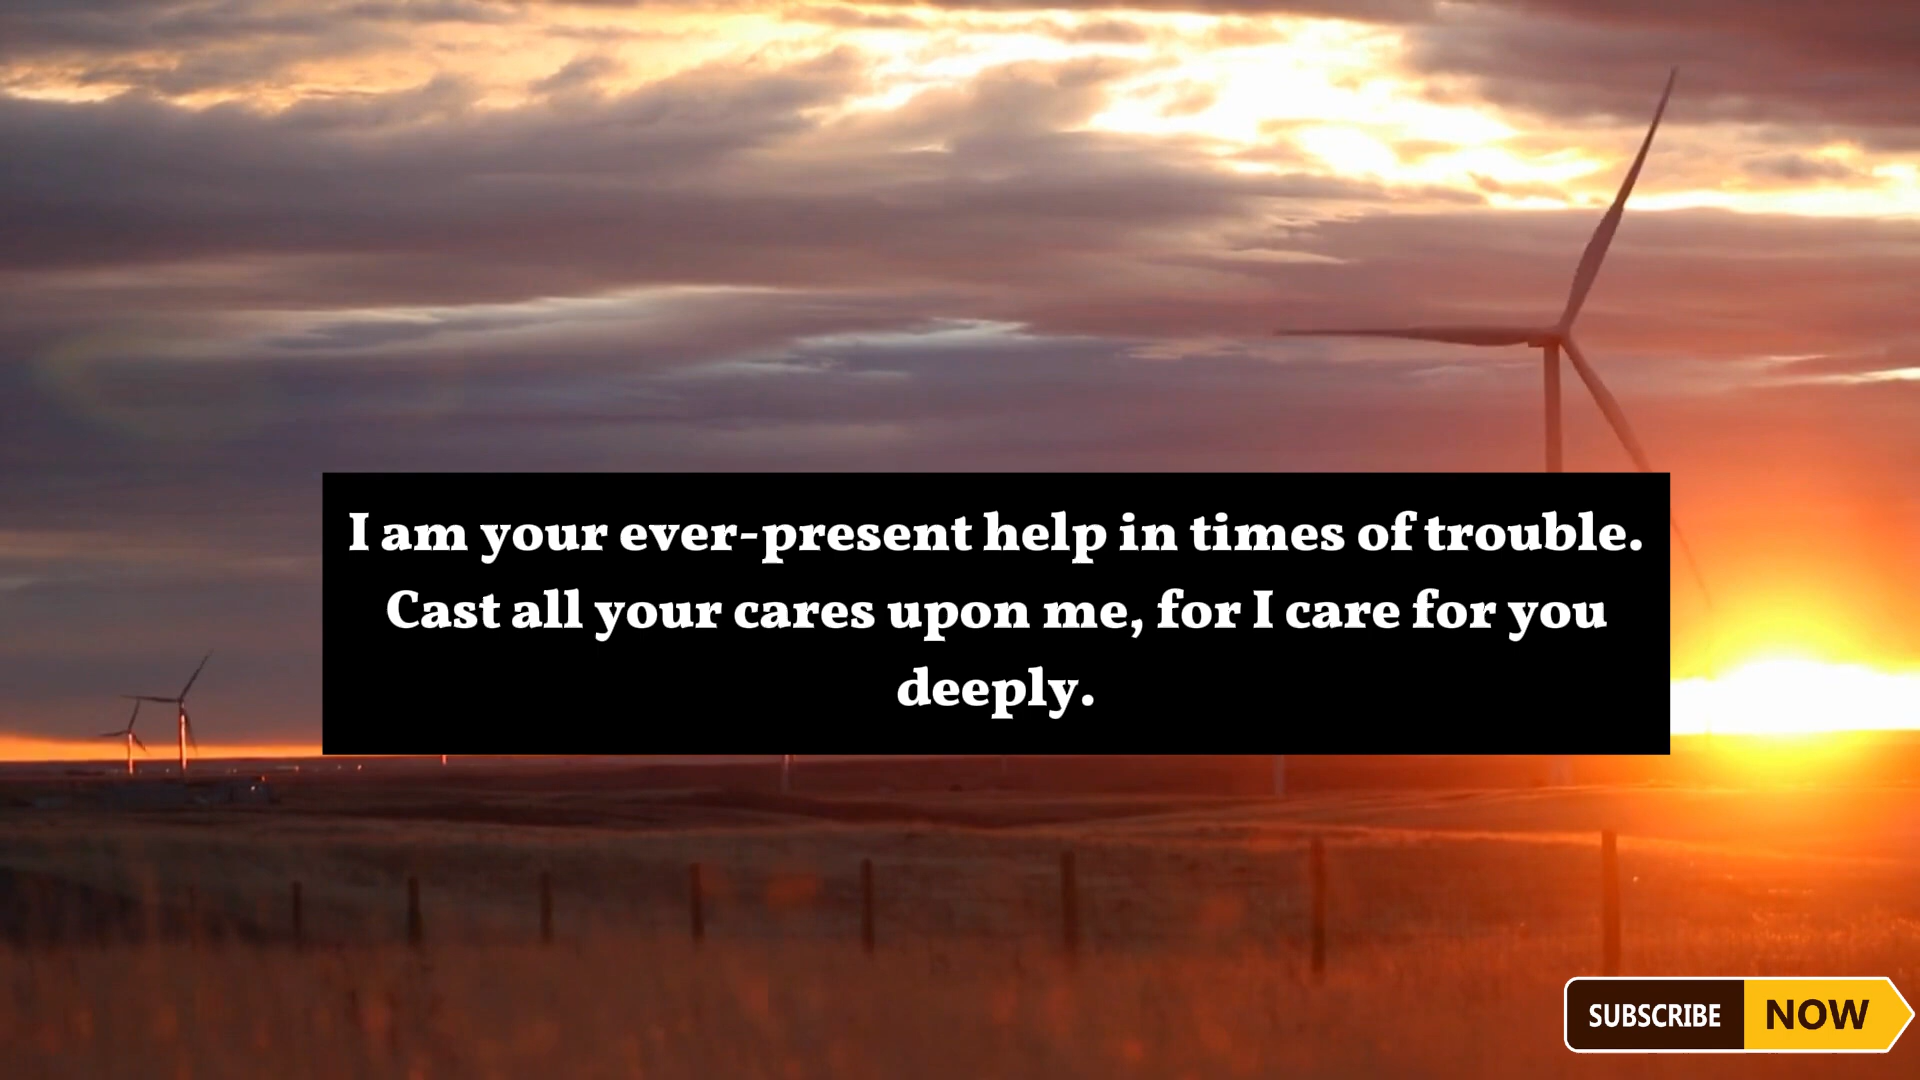 I am your ever-present help in times of trouble.
Cast all your cares upon me, for I care for you
deeply.
SUBSCRIBE NOW